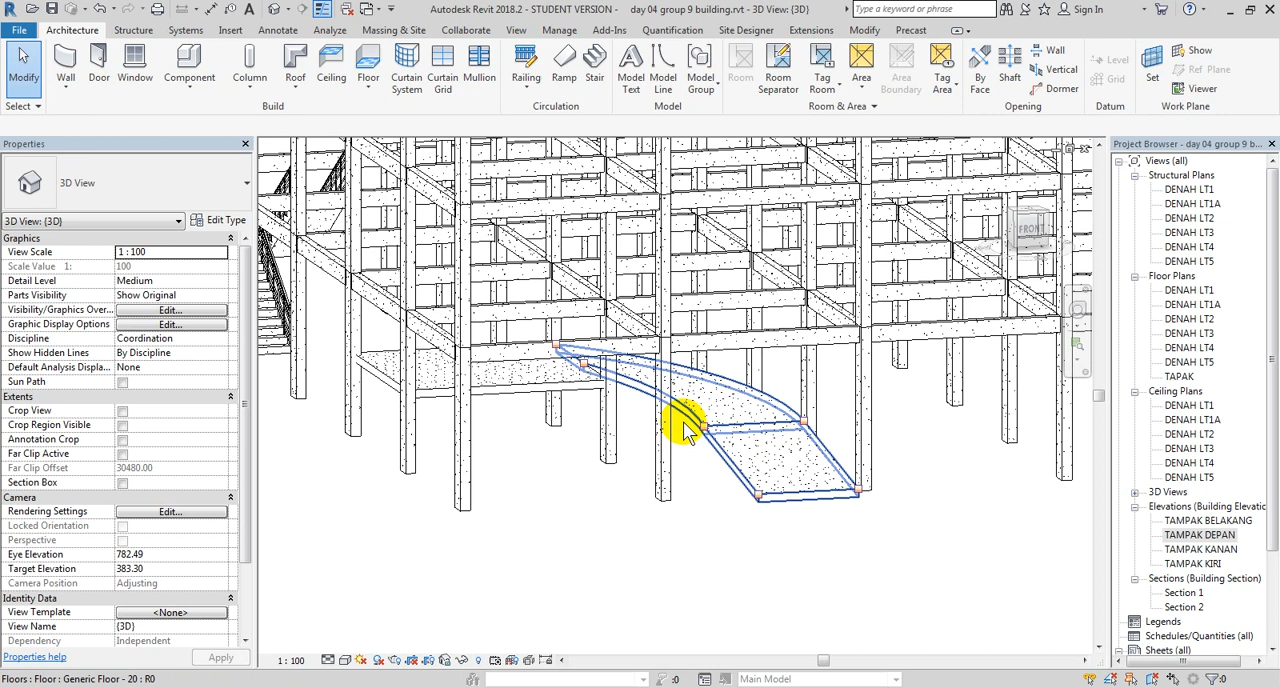 Autodesk Revit 2018.2 - STUDENT VERSION - day 04 group 9 building.rvt - 3D View: {3D}
Type a keyword or phrase
Sign In
File Architecture Structure Systems Insert Annotate Analyze Massing & Site Collaborate View Manage Add-Ins Quantification Site Designer Extensions Modify Precast
Modify Wall Door Window Component Column Roof Ceiling Floor Curtain System Curtain Grid Mullion Railing Ramp Stair Model Text Model Line Model Group Room Room Separator Tag Room Area Area Boundary Tag Area By Face Shaft Wall Vertical Dormer Level Grid Set Show Ref Plane Viewer
Select Build Circulation Model Room & Area Opening Datum Work Plane
Properties
3D View
3D View: {3D} Edit Type
Graphics
View Scale 1 : 100
Scale Value 1: 100
Detail Level Medium
Parts Visibility Show Original
Visibility/Graphics Over... Edit...
Graphic Display Options Edit...
Discipline Coordination
Show Hidden Lines By Discipline
Default Analysis Displa... None
Sun Path
Extents
Crop View
Crop Region Visible
Annotation Crop
Far Clip Active
Far Clip Offset 30480.00
Section Box
Camera
Rendering Settings Edit...
Locked Orientation
Perspective
Eye Elevation 782.49
Target Elevation 383.30
Camera Position Adjusting
Identity Data
View Template <None>
View Name {3D}
Dependency Independent
Properties help Apply
FRONT
Project Browser - day 04 group 9 b...
Views (all)
Structural Plans
DENAH LT1
DENAH LT1A
DENAH LT2
DENAH LT3
DENAH LT4
DENAH LT5
Floor Plans
DENAH LT1
DENAH LT1A
DENAH LT2
DENAH LT3
DENAH LT4
DENAH LT5
TAPAK
Ceiling Plans
DENAH LT1
DENAH LT1A
DENAH LT2
DENAH LT3
DENAH LT4
DENAH LT5
3D Views
Elevations (Building Elevatic
TAMPAK BELAKANG
TAMPAK DEPAN
TAMPAK KANAN
TAMPAK KIRI
Sections (Building Section)
Section 1
Section 2
Legends
Schedules/Quantities (all)
Sheets (all)
1 : 100
Floors : Floor : Generic Floor - 20 : R0
:0 Main Model :0